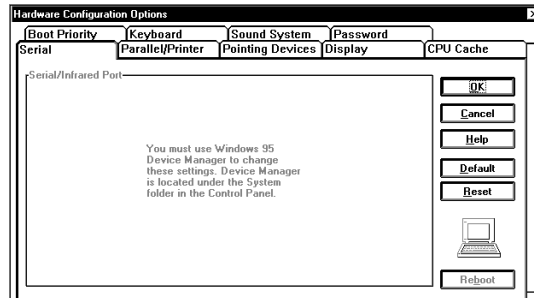 Hardware Configuration Options
Boot Priority Keyboard Sound System Password
Serial Parallel/Printer Pointing Devices Display CPU Cache
Serial/Infrared Port
You must use Windows 95
Device Manager to change
these settings. Device Manager
is located under the System
folder in the Control Panel.
OK
Cancel
Help
Default
Reset
Reboot